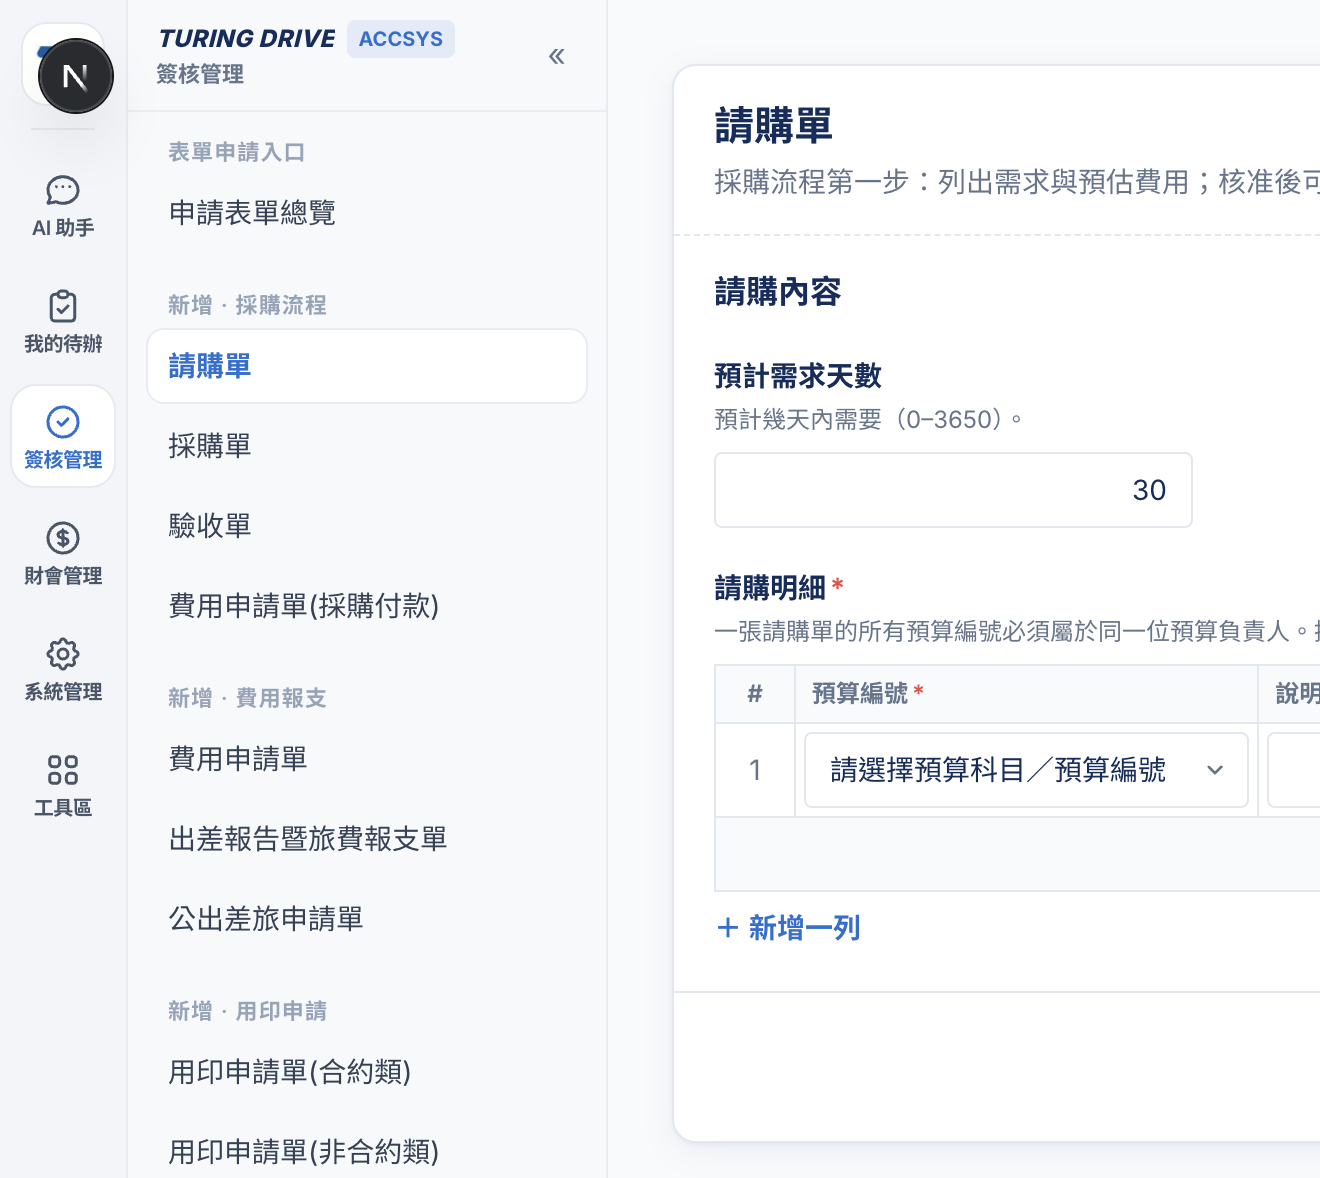 N
AI 助手
我的待辦
簽核管理
財會管理
系統管理
工具區
TURING DRIVE ACCSYS
簽核管理
表單申請入口
申請表單總覽
新增 · 採購流程
請購單
採購單
驗收單
費用申請單(採購付款)
新增 · 費用報支
費用申請單
出差報告暨旅費報支單
公出差旅申請單
新增 · 用印申請
用印申請單(合約類)
用印申請單(非合約類)
請購單
採購流程第一步：列出需求與預估費用；核准後可
請購內容
預計需求天數
預計幾天內需要（0–3650）。
30
請購明細 *
一張請購單的所有預算編號必須屬於同一位預算負責人。
# 預算編號 * 說明
1 請選擇預算科目／預算編號
+ 新增一列